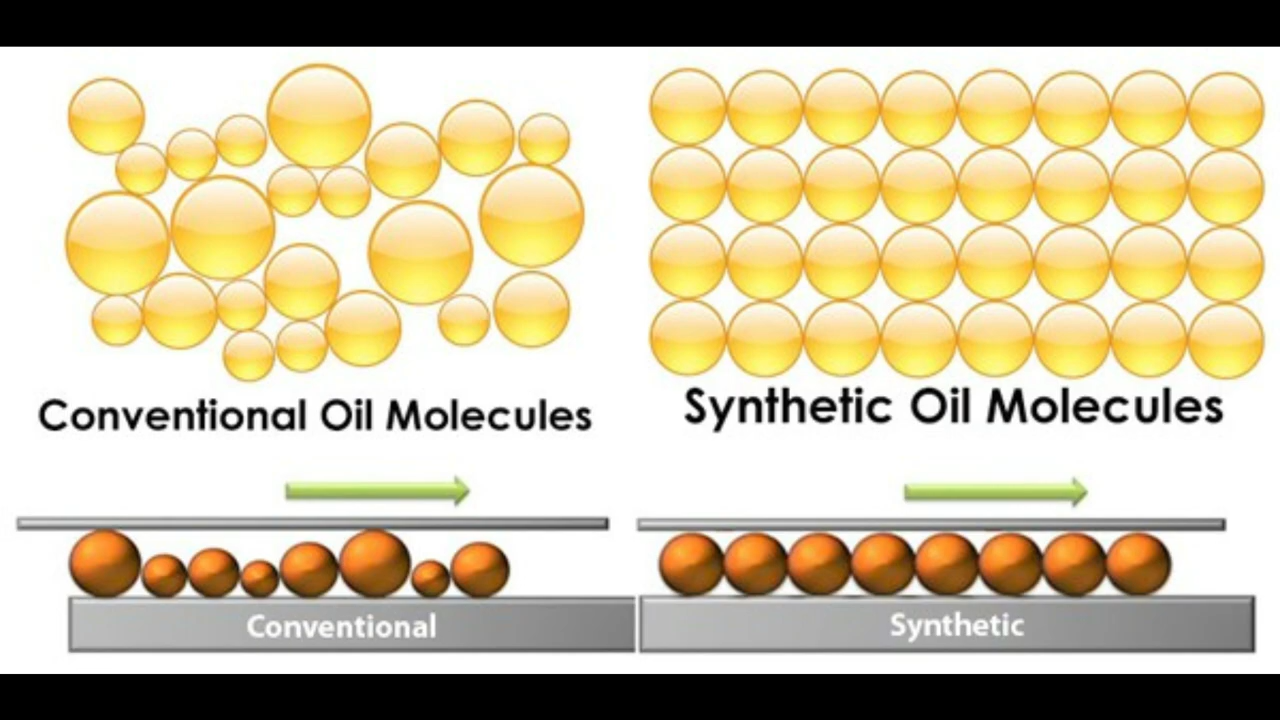 Conventional Oil Molecules
Synthetic Oil Molecules
Conventional
Synthetic